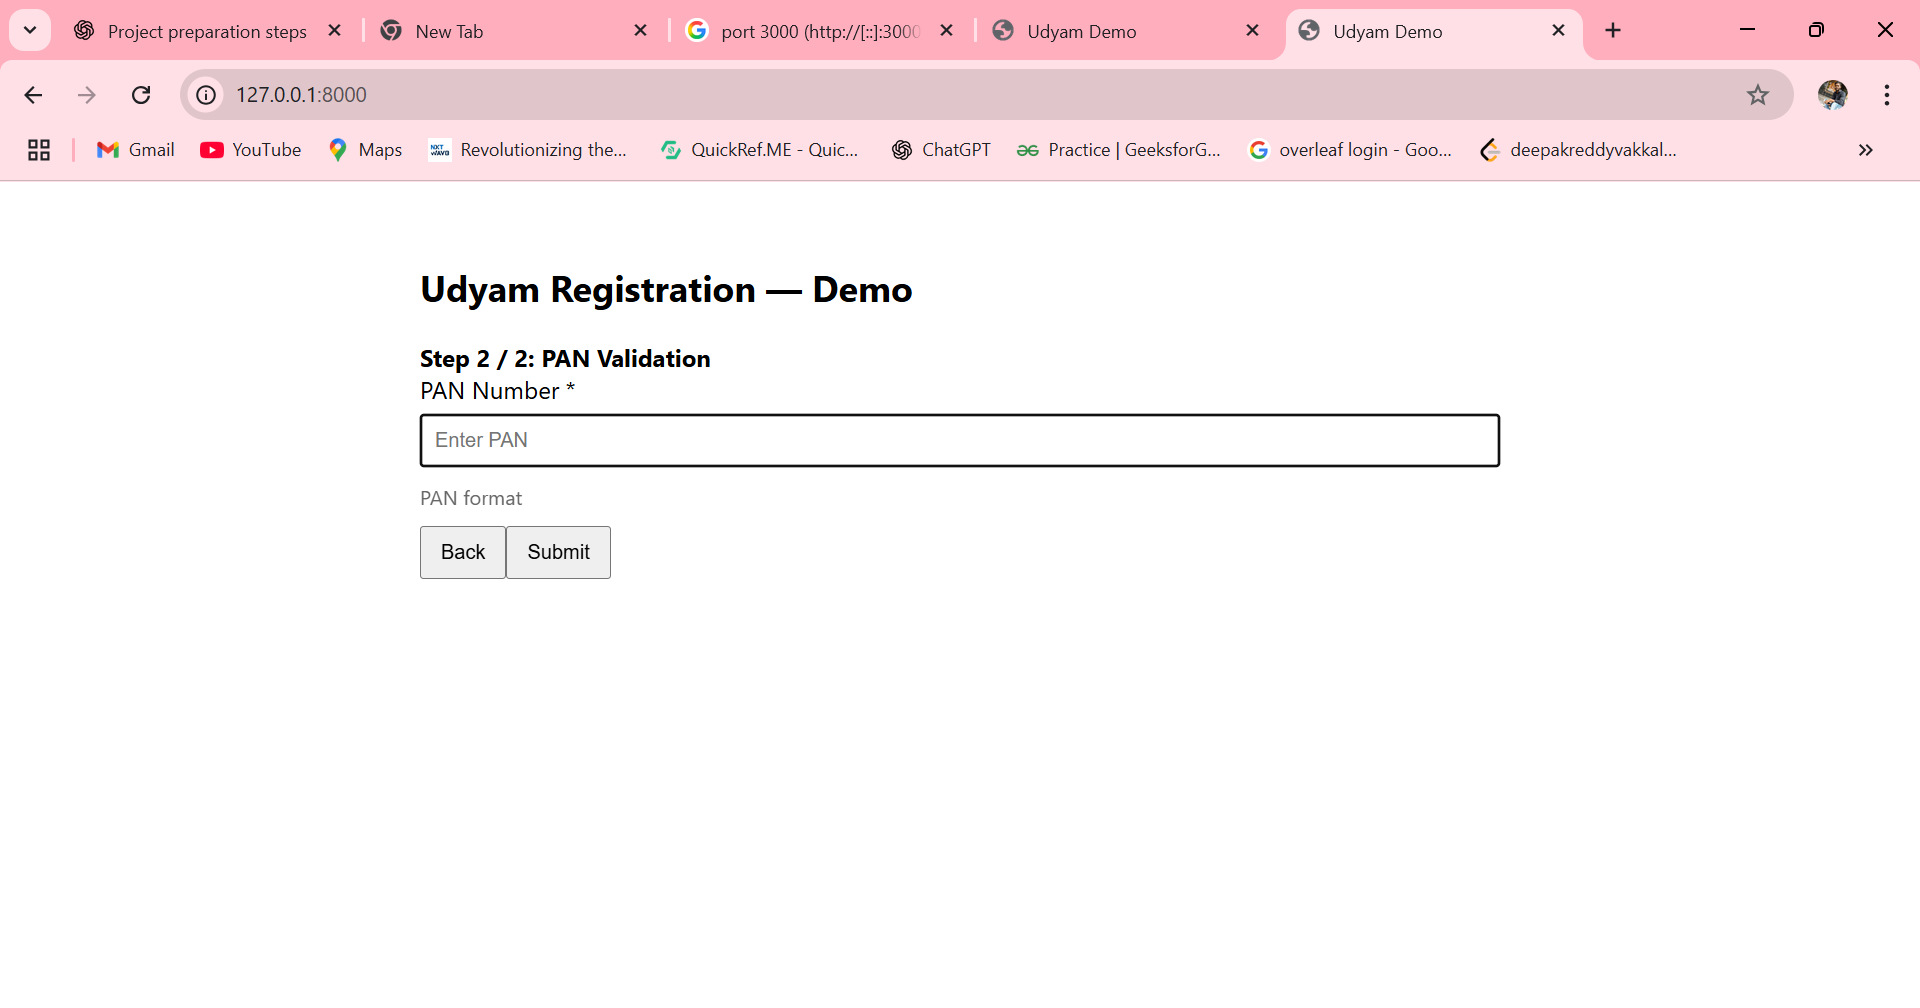 Project preparation steps
New Tab
port 3000 (http://[::]:3000
Udyam Demo
Udyam Demo
127.0.0.1:8000
Gmail
YouTube
Maps
NXT WAVE
Revolutionizing the...
QuickRef.ME - Quic...
ChatGPT
Practice | GeeksforG...
overleaf login - Goo...
deepakreddyvakkal...
Udyam Registration — Demo
Step 2 / 2: PAN Validation
PAN Number *
Enter PAN
PAN format
Back
Submit